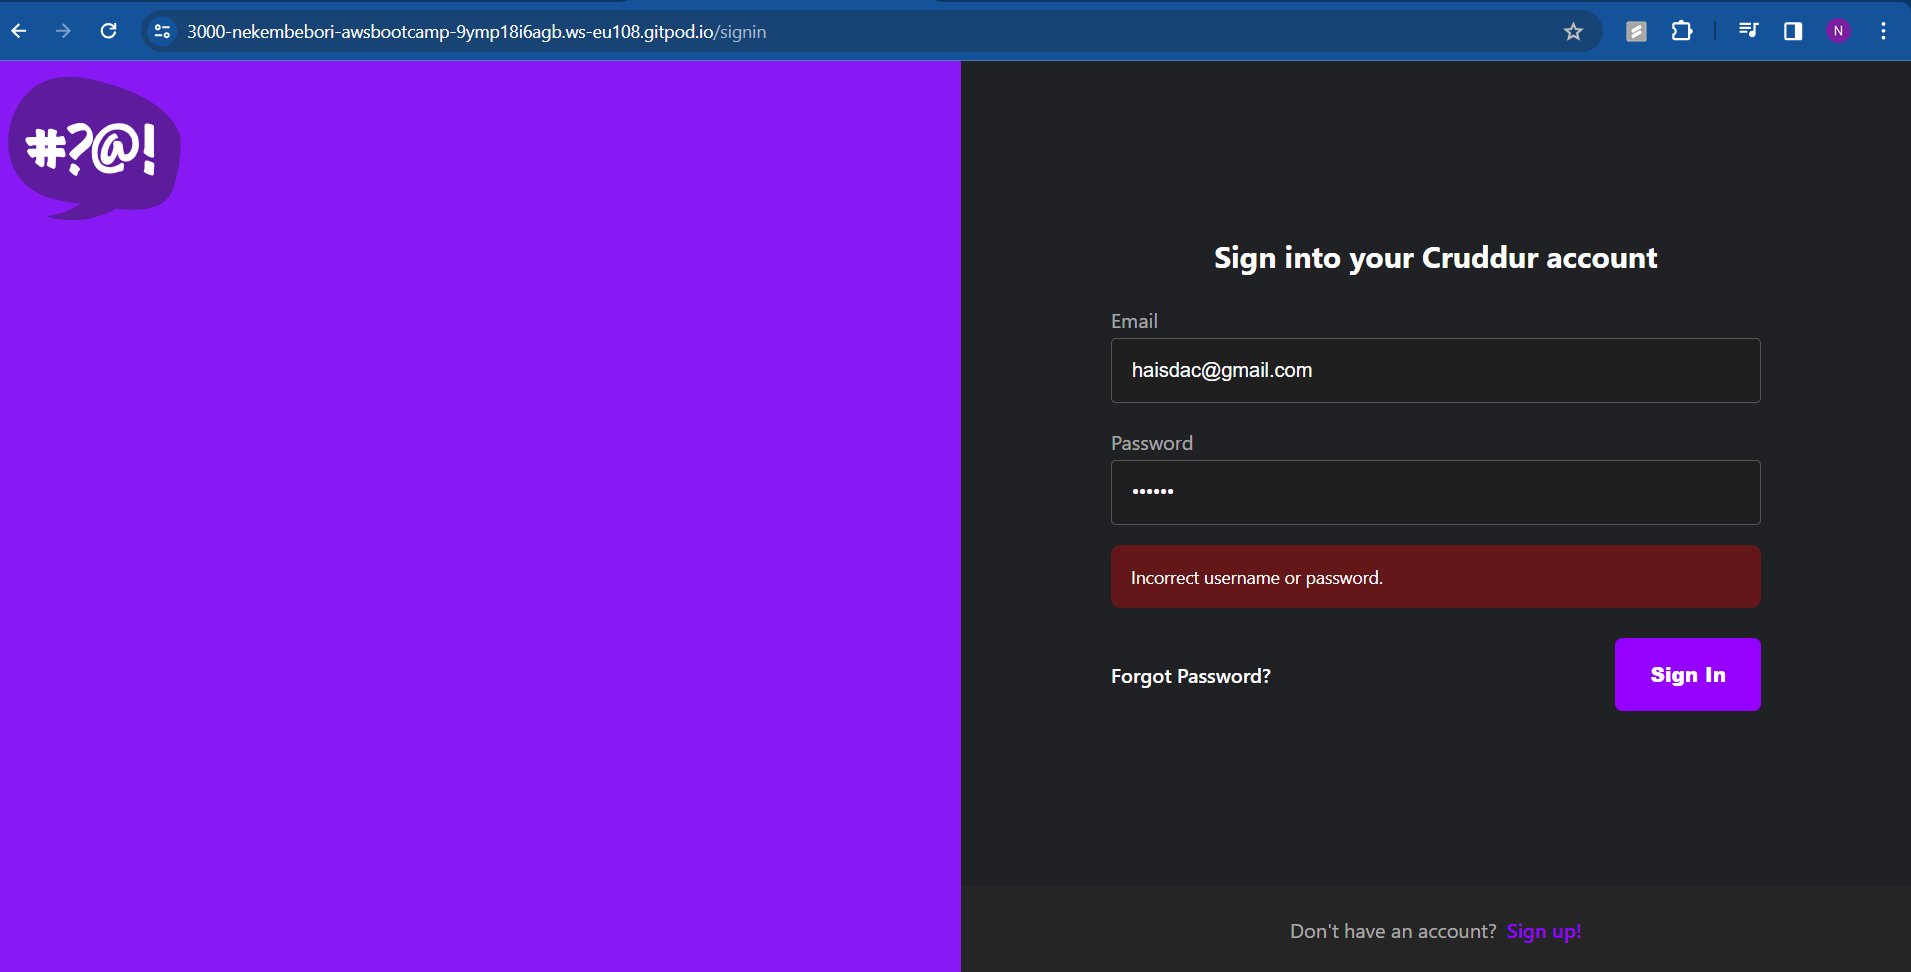 3000-nekembebori-awsbootcamp-9ymp18i6agb.ws-eu108.gitpod.io/signin
N
#?@!
Sign into your Cruddur account
Email
haisdac@gmail.com
Password
••••••
Incorrect username or password.
Forgot Password?
Sign In
Don't have an account? Sign up!